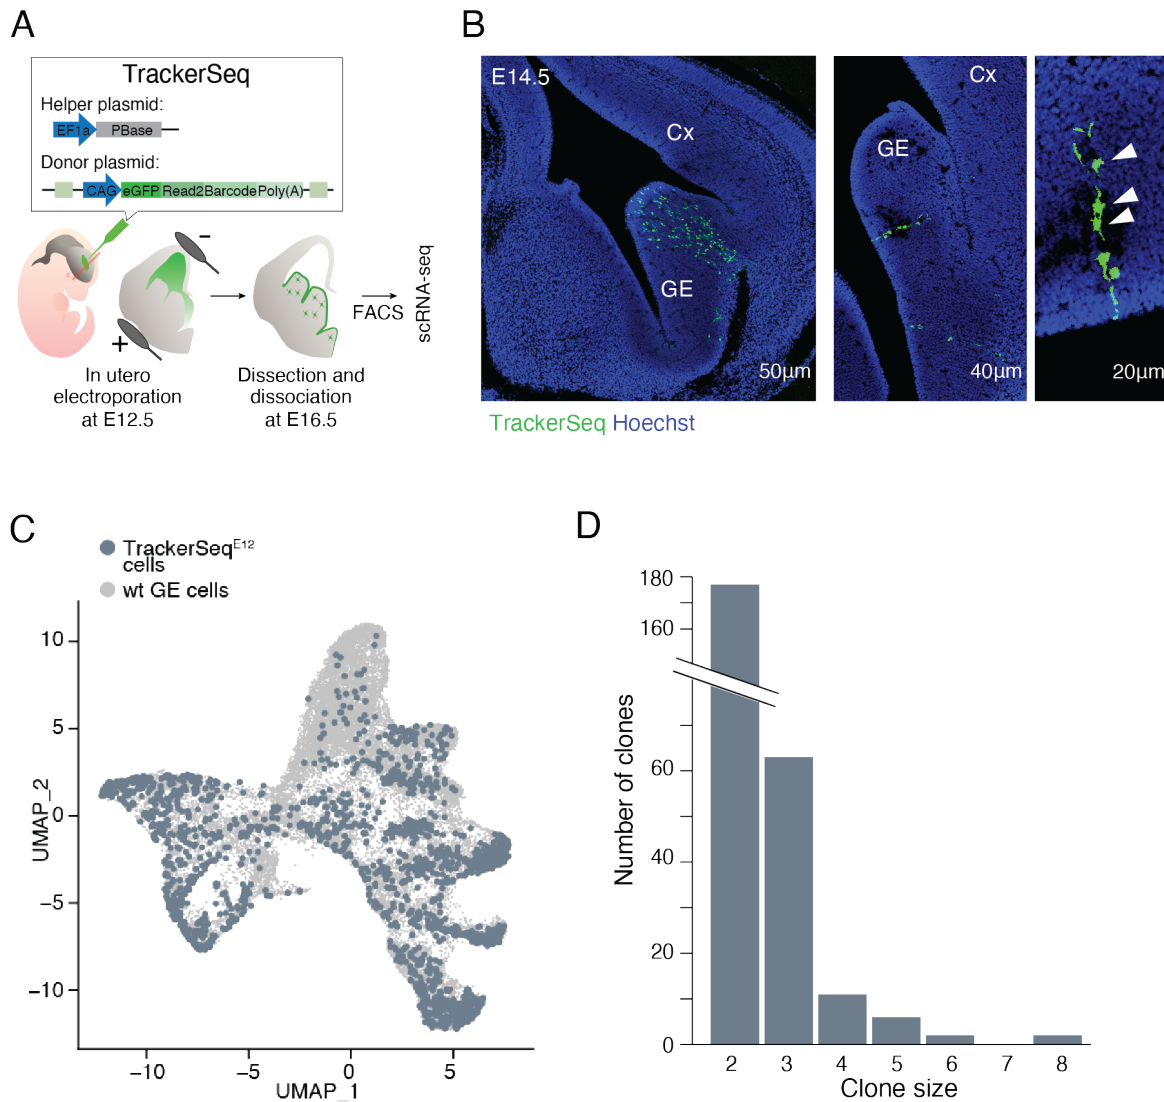 A
TrackerSeq
Helper plasmid:
EF1a PBase
Donor plasmid:
CAG eGFP Read2BarcodePoly(A)
−
+
FACS
scRNA-seq
In utero
electroporation
at E12.5
Dissection and
dissociation
at E16.5
B
E14.5
Cx
GE
50µm
Cx
GE
40µm
20µm
TrackerSeq Hoechst
C
TrackerSeqE12
cells
wt GE cells
10
5
0
−5
−10
UMAP_2
−10
−5
0
5
UMAP_1
D
180
160
60
40
20
0
Number of clones
2
3
4
5
6
7
8
Clone size